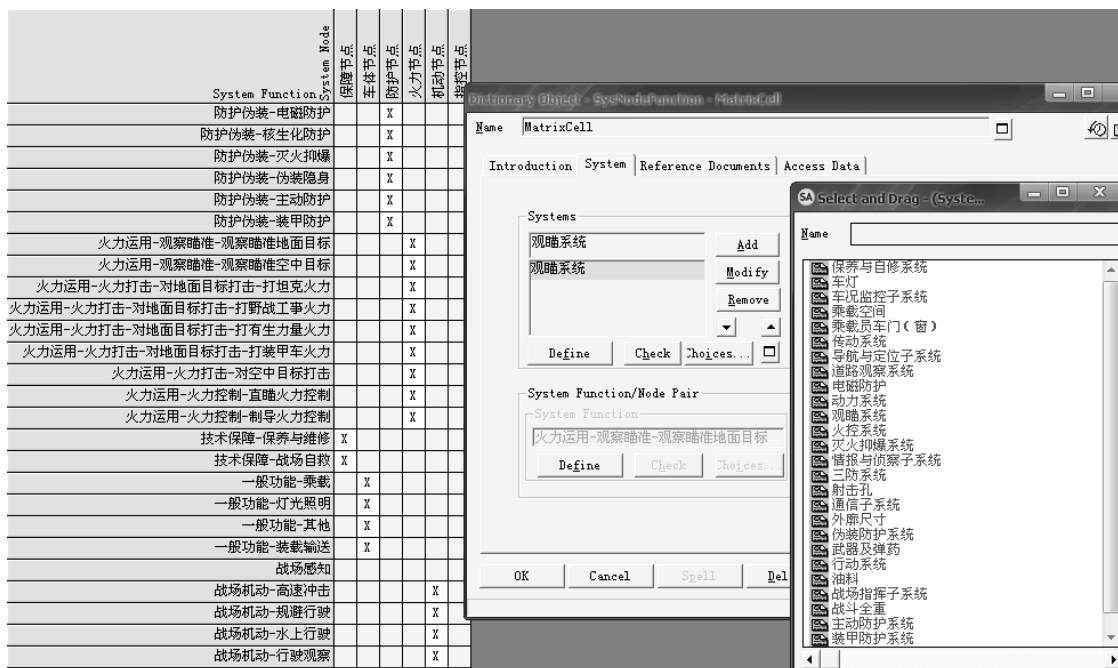 System Node
保障节点
车体节点
防护节点
火力节点
机动节点
指控节点
System Function
防护伪装-电磁防护 X
防护伪装-核生化防护 X
防护伪装-灭火抑爆 X
防护伪装-伪装隐身 X
防护伪装-主动防护 X
防护伪装-装甲防护 X
火力运用-观察瞄准-观察瞄准地面目标 X
火力运用-观察瞄准-观察瞄准空中目标 X
火力运用-火力打击-对地面目标打击-打坦克火力 X
火力运用-火力打击-对地面目标打击-打野战工事火力 X
火力运用-火力打击-对地面目标打击-打有生力量火力 X
火力运用-火力打击-对地面目标打击-打装甲车火力 X
火力运用-火力打击-对空中目标打击 X
火力运用-火力控制-直瞄火力控制 X
火力运用-火力控制-制导火力控制 X
技术保障-保养与维修 X
技术保障-战场自救 X
一般功能-乘载 X
一般功能-灯光照明 X
一般功能-其他 X
一般功能-装载输送 X
战场感知
战场机动-高速冲击 X
战场机动-规避行驶 X
战场机动-水上行驶 X
战场机动-行驶观察 X
Dictionary Object - SysNodeFunction - MatrixCell
Name MatrixCell
Introduction System Reference Documents Access Data
Systems
观瞄系统 Add
观瞄系统 Modify
Remove
Define Check Choices...
System Function/Node Pair
System Function
火力运用-观察瞄准-观察瞄准地面目标
Define Check Choices...
OK Cancel Spell Del
SA Select and Drag - (Syste...
Name
保养与自修系统
车灯
车况监控子系统
乘载空间
乘载员车门(窗)
传动系统
导航与定位子系统
道路观察系统
电磁防护
动力系统
观瞄系统
火控系统
灭火抑爆系统
情报与侦察子系统
三防系统
射击孔
通信子系统
外廓尺寸
伪装防护系统
武器及弹药
行动系统
油料
战场指挥子系统
战斗全重
主动防护系统
装甲防护系统